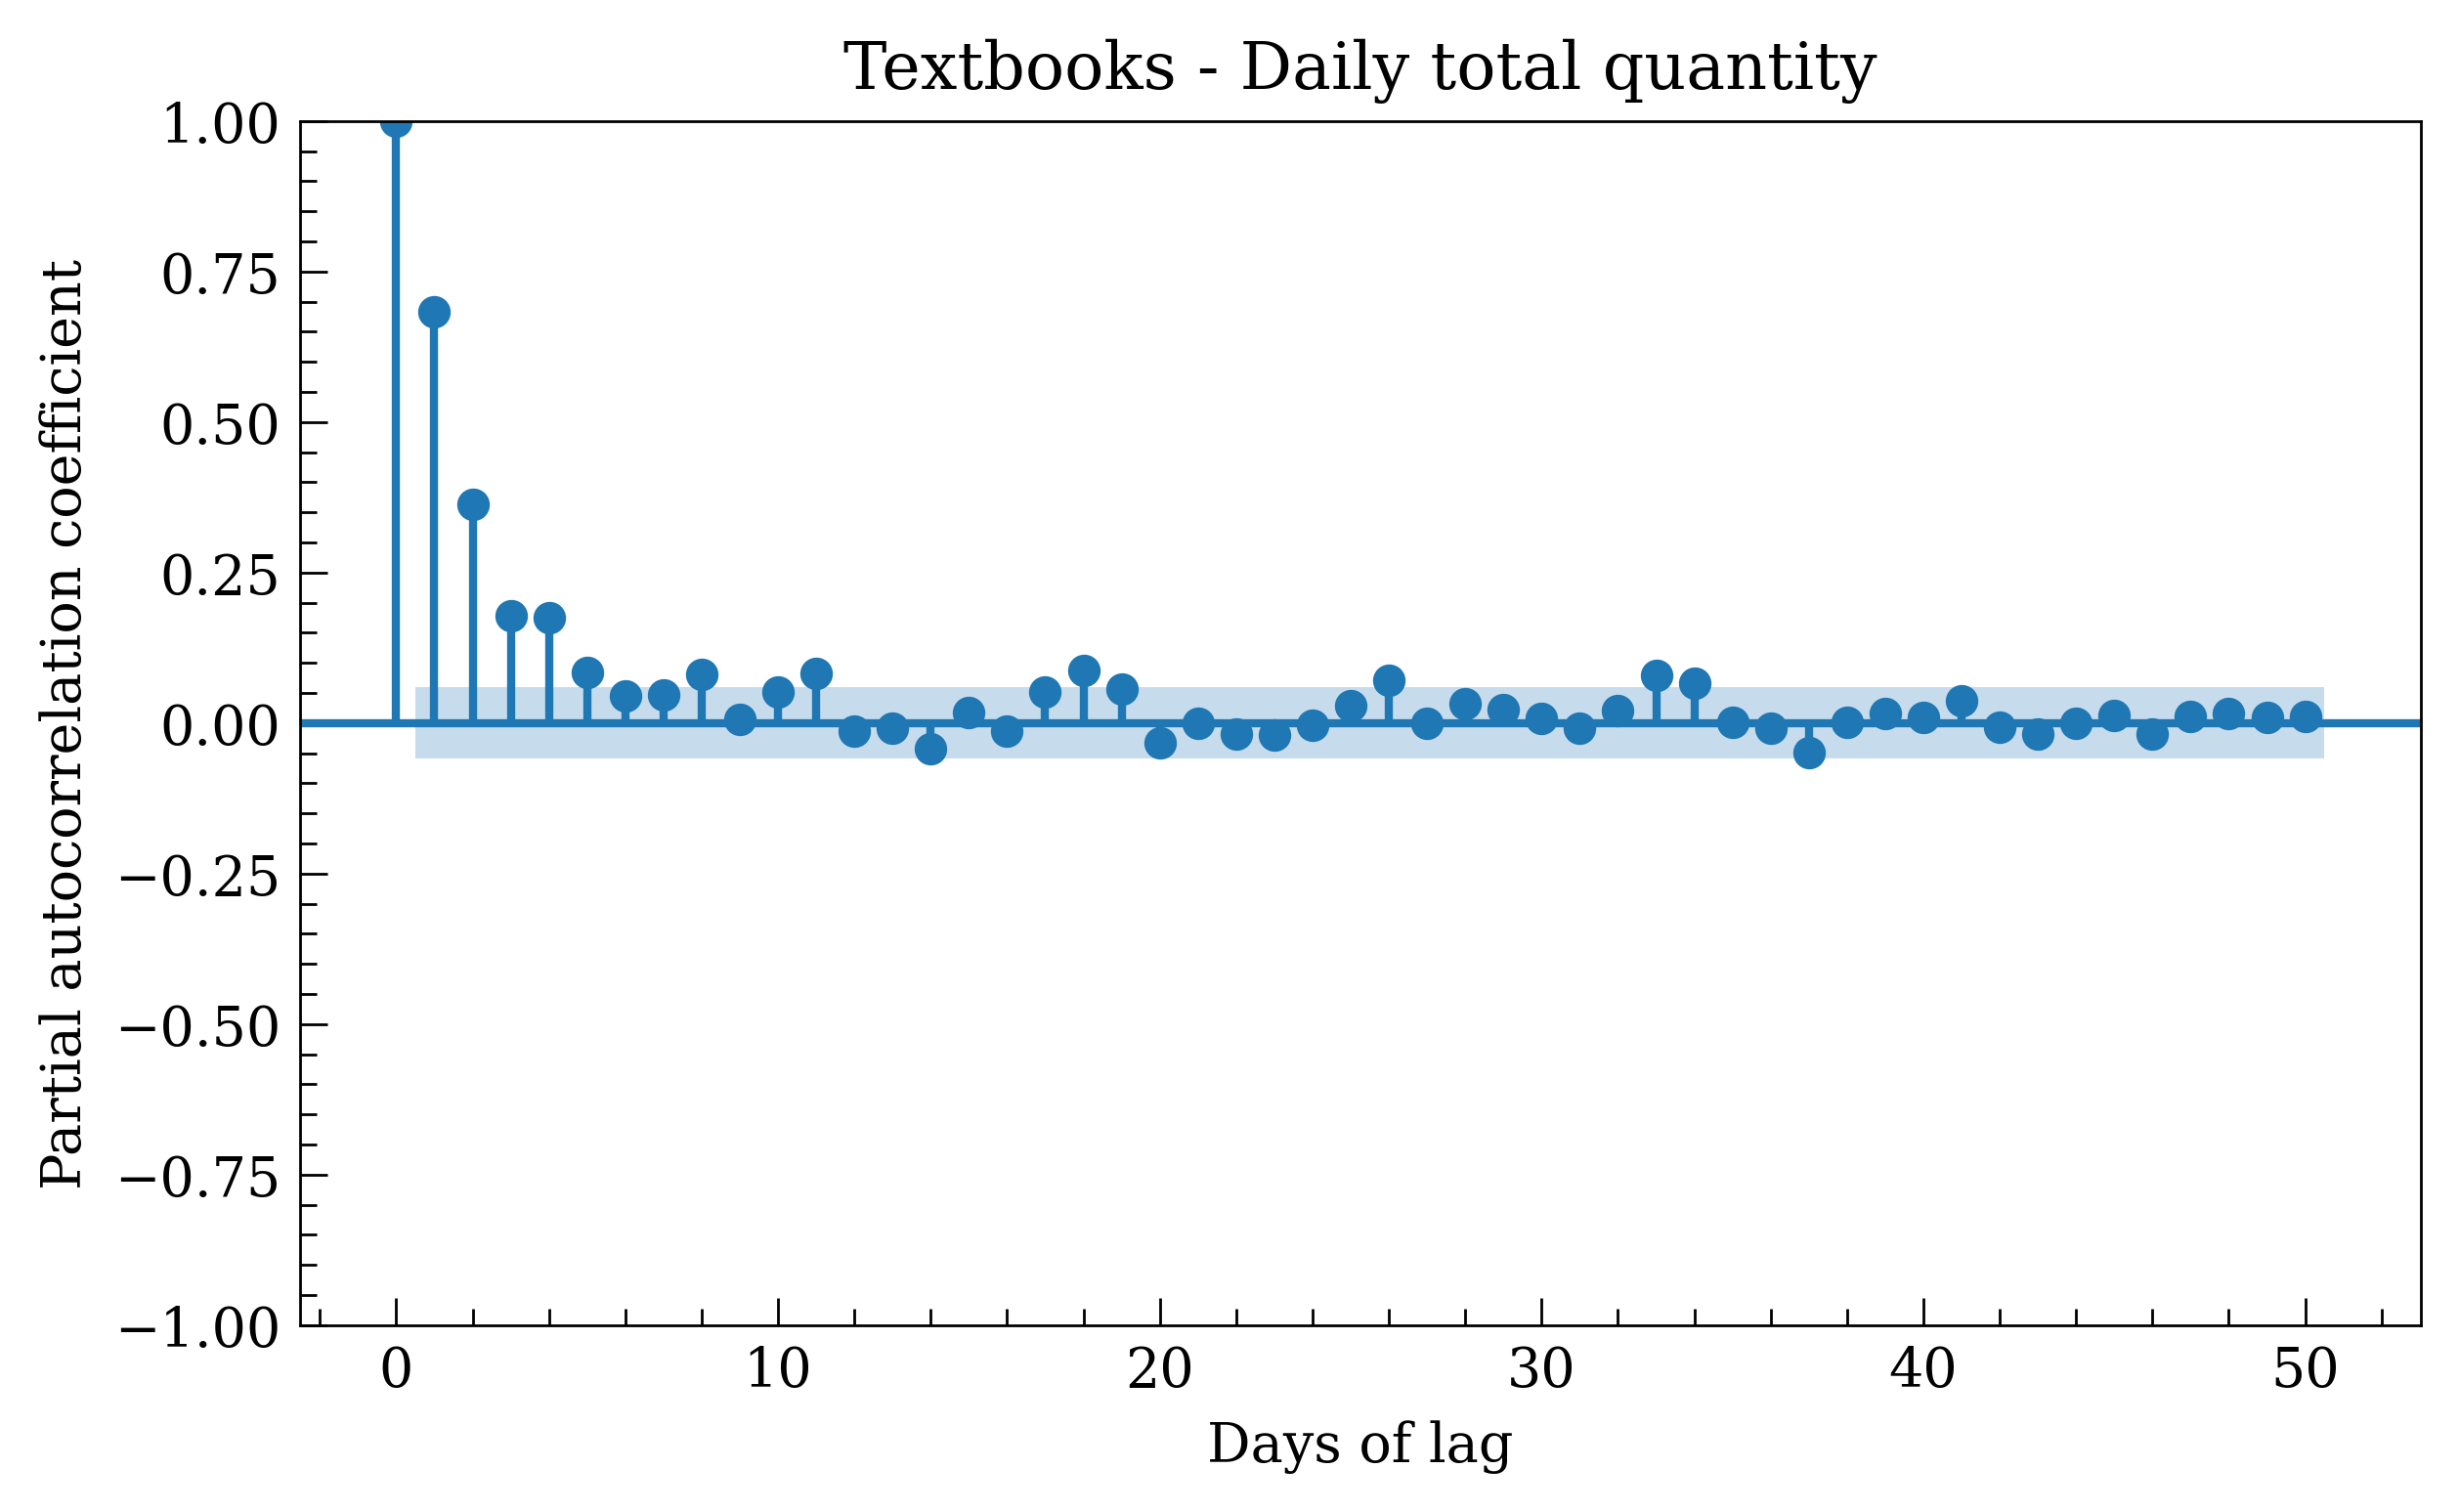 Textbooks - Daily total quantity
Partial autocorrelation coefficient
1.00
0.75
0.50
0.25
0.00
−0.25
−0.50
−0.75
−1.00
0 10 20 30 40 50
Days of lag